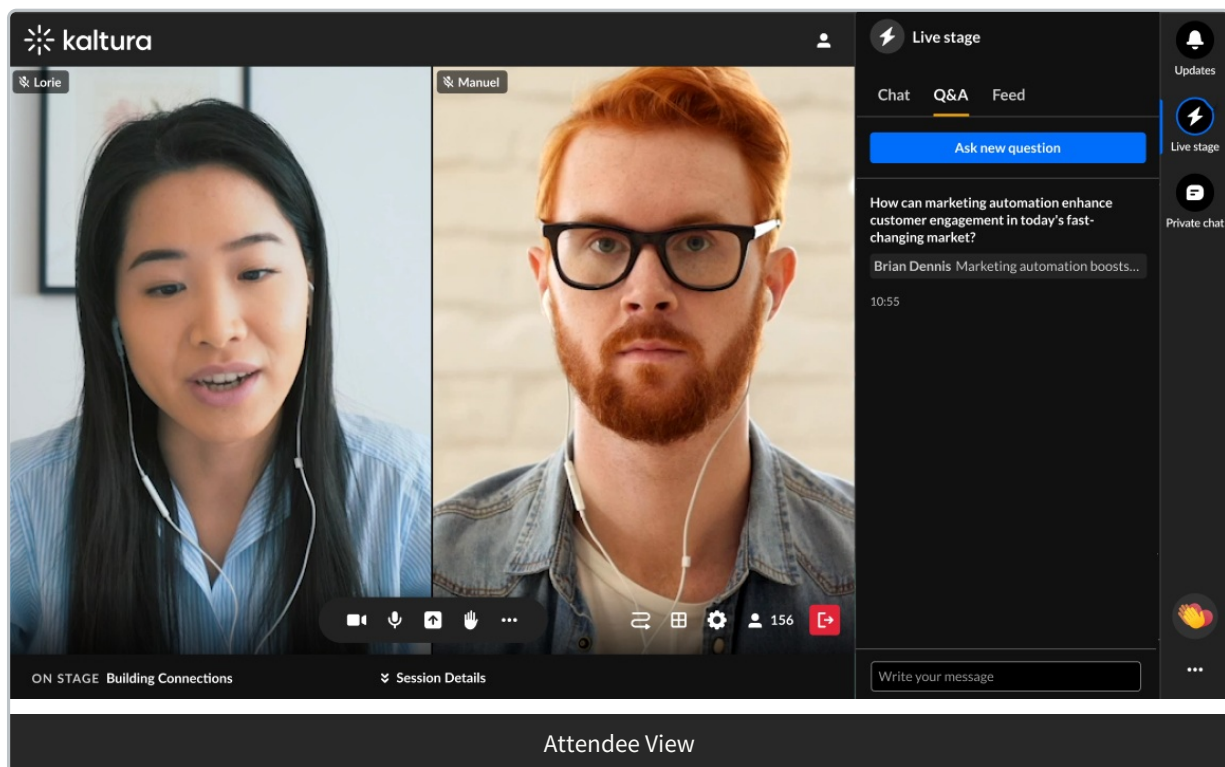 kaltura
Lorie
Manuel
156
ON STAGE Building Connections
Session Details
Live stage
Chat Q&A Feed
Ask new question
How can marketing automation enhance
customer engagement in today's fast-
changing market?
Brian Dennis Marketing automation boosts...
10:55
Write your message
Updates
Live stage
Private chat
Attendee View